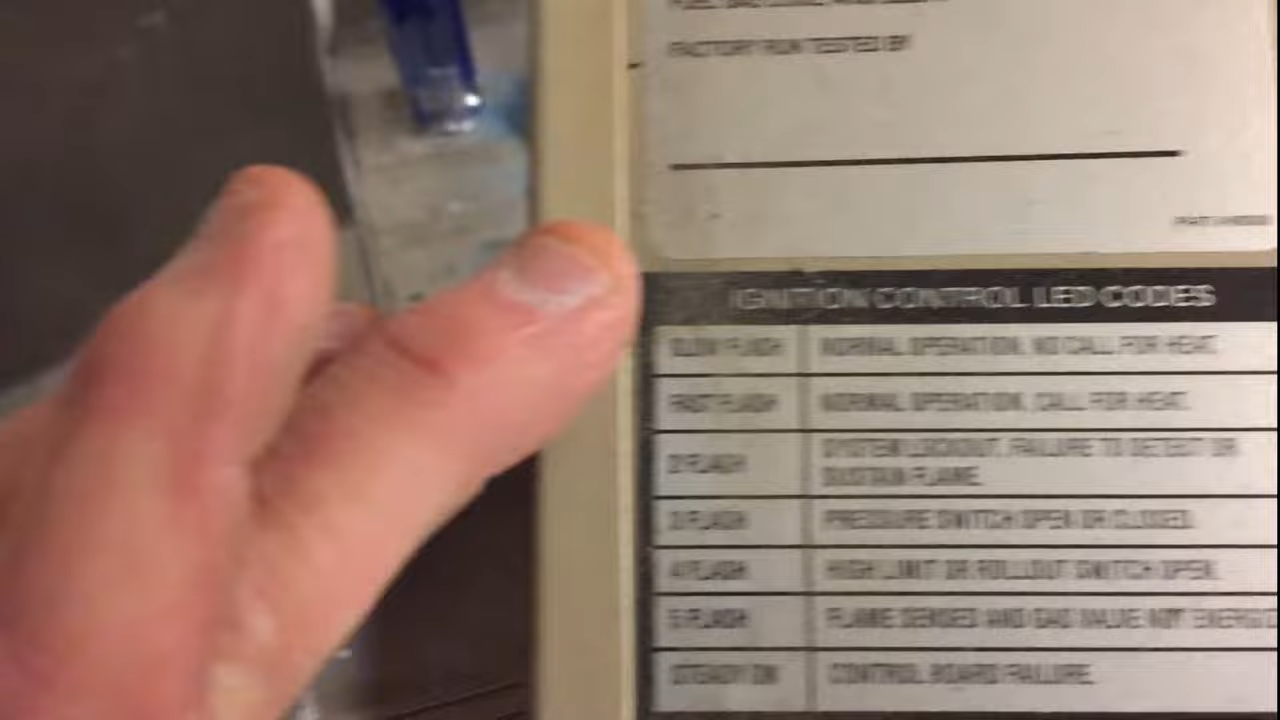 FACTORY RUN TESTED BY
IGNITION CONTROL LED CODES
SLOW FLASH NORMAL OPERATION. NO CALL FOR HEAT.
FAST FLASH NORMAL OPERATION. CALL FOR HEAT.
2 FLASH SYSTEM LOCKOUT. FAILURE TO DETECT OR
SUSTAIN FLAME.
3 FLASH PRESSURE SWITCH OPEN OR CLOSED.
4 FLASH HIGH LIMIT OR ROLLOUT SWITCH OPEN.
5 FLASH FLAME SENSED AND GAS VALVE NOT
STEADY ON CONTROL BOARD FAILURE.